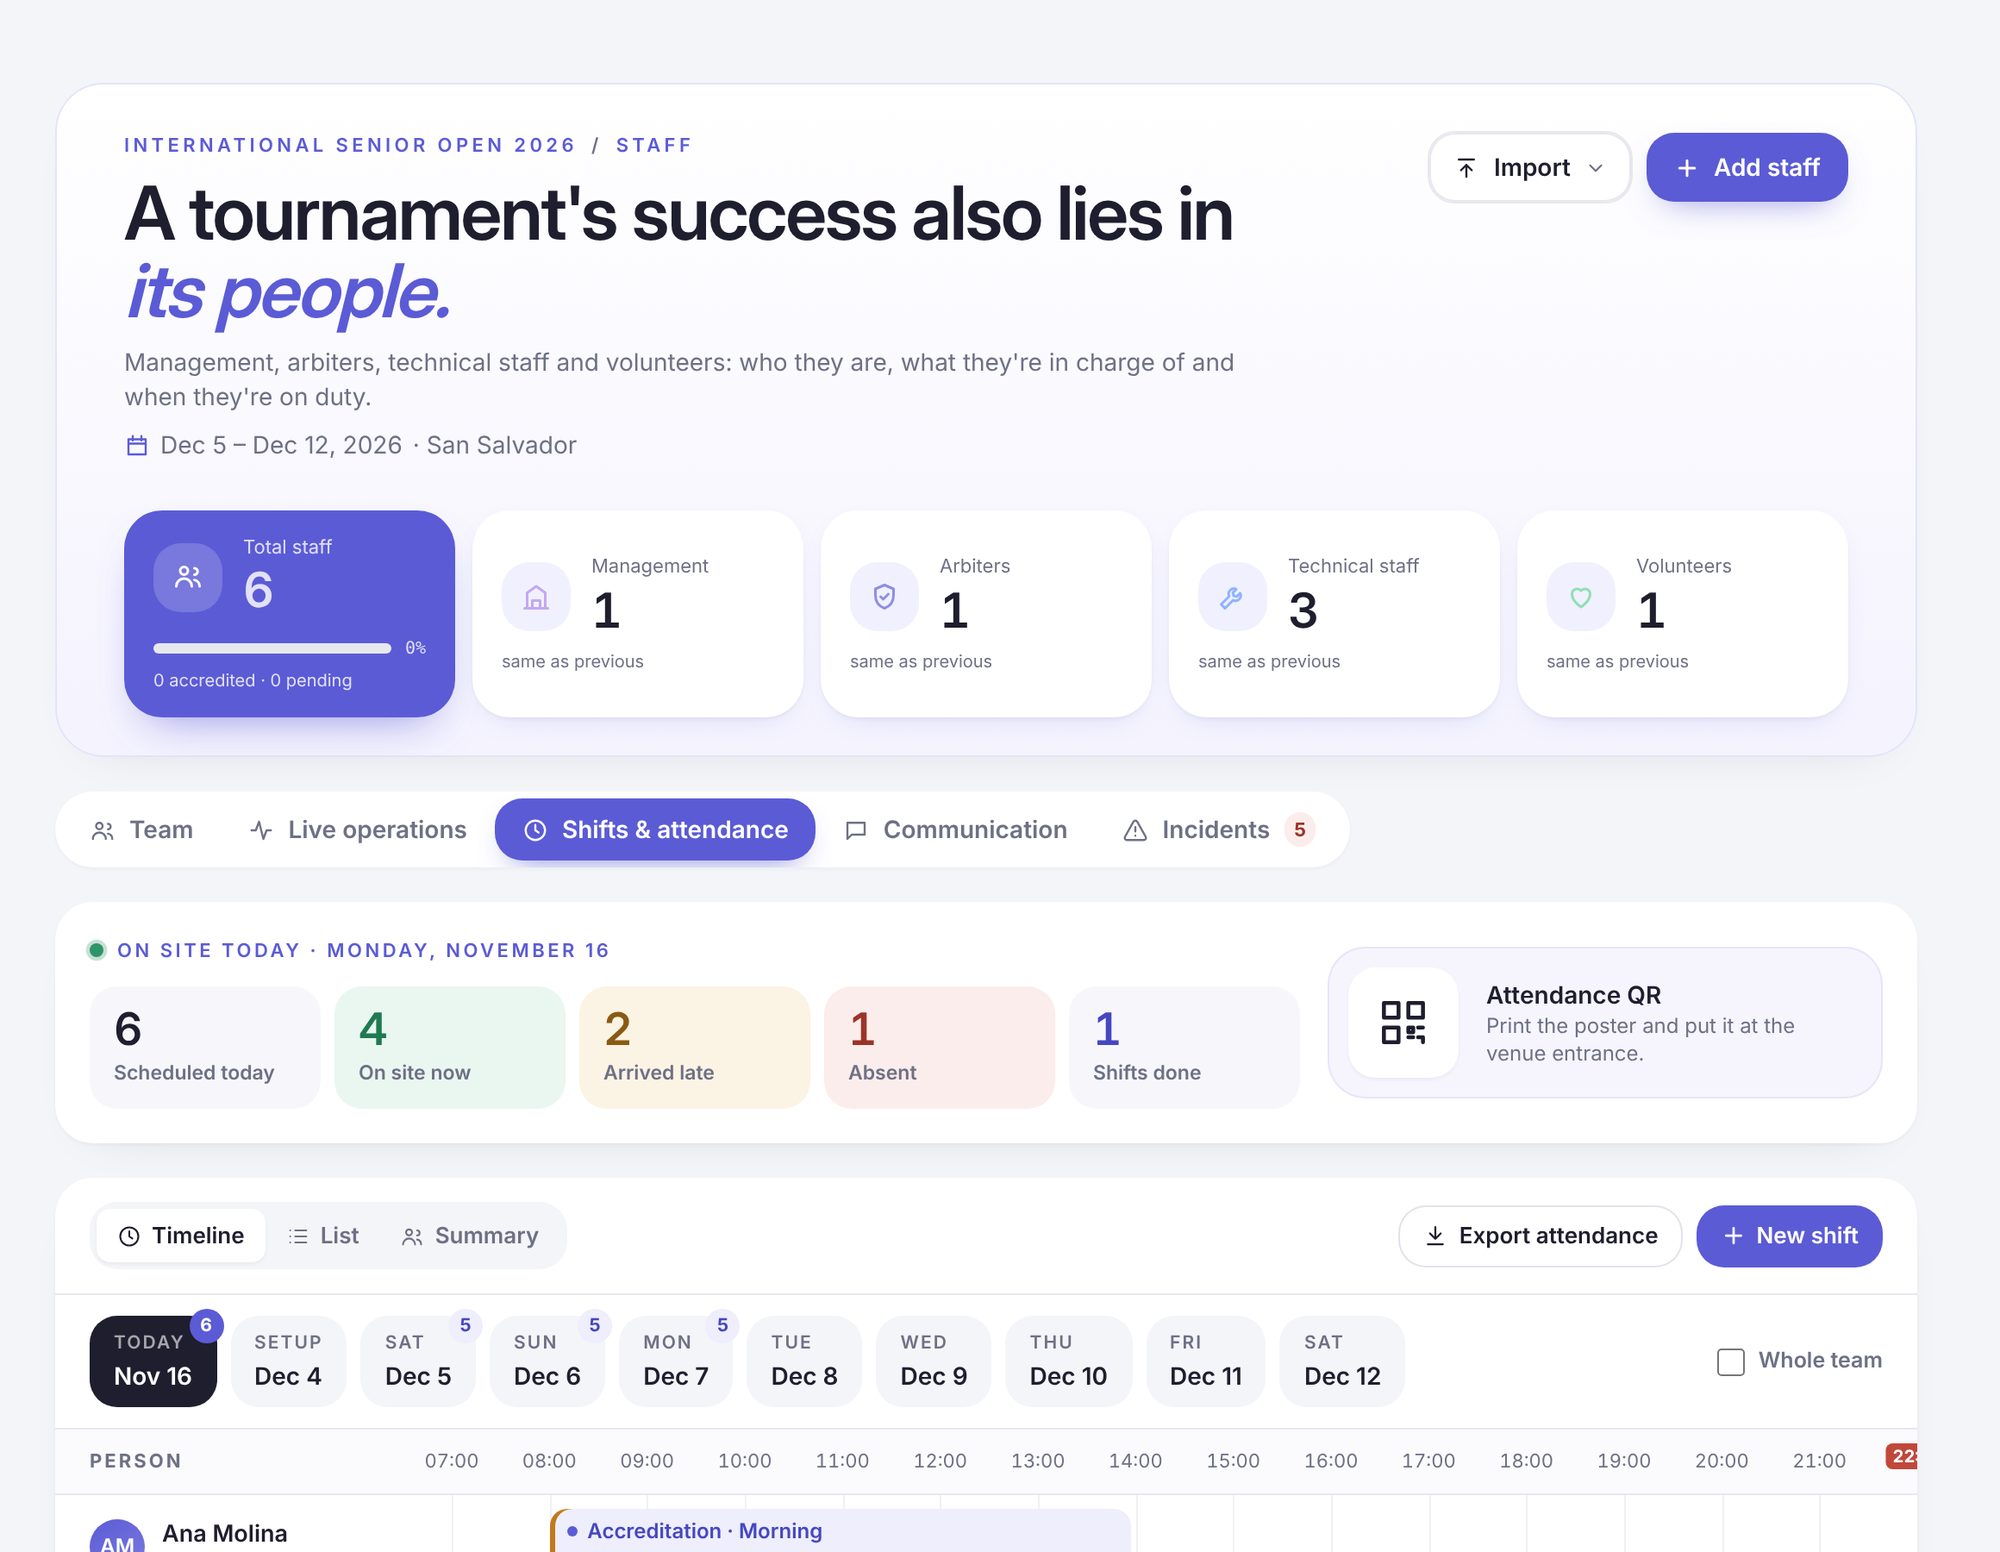 INTERNATIONAL SENIOR OPEN 2026 / STAFF
Import
Add staff
A tournament's success also lies in
its people.
Management, arbiters, technical staff and volunteers: who they are, what they're in charge of and
when they're on duty.
Dec 5 – Dec 12, 2026 · San Salvador
Total staff
6
0%
0 accredited · 0 pending
Management
1
same as previous
Arbiters
1
same as previous
Technical staff
3
same as previous
Volunteers
1
same as previous
Team
Live operations
Shifts & attendance
Communication
Incidents 5
ON SITE TODAY · MONDAY, NOVEMBER 16
6
Scheduled today
4
On site now
2
Arrived late
1
Absent
1
Shifts done
Attendance QR
Print the poster and put it at the
venue entrance.
Timeline
List
Summary
Export attendance
New shift
TODAY 6
Nov 16
SETUP
Dec 4
SAT 5
Dec 5
SUN 5
Dec 6
MON 5
Dec 7
TUE
Dec 8
WED
Dec 9
THU
Dec 10
FRI
Dec 11
SAT
Dec 12
Whole team
PERSON 07:00 08:00 09:00 10:00 11:00 12:00 13:00 14:00 15:00 16:00 17:00 18:00 19:00 20:00 21:00
AM
Ana Molina
Accreditation · Morning